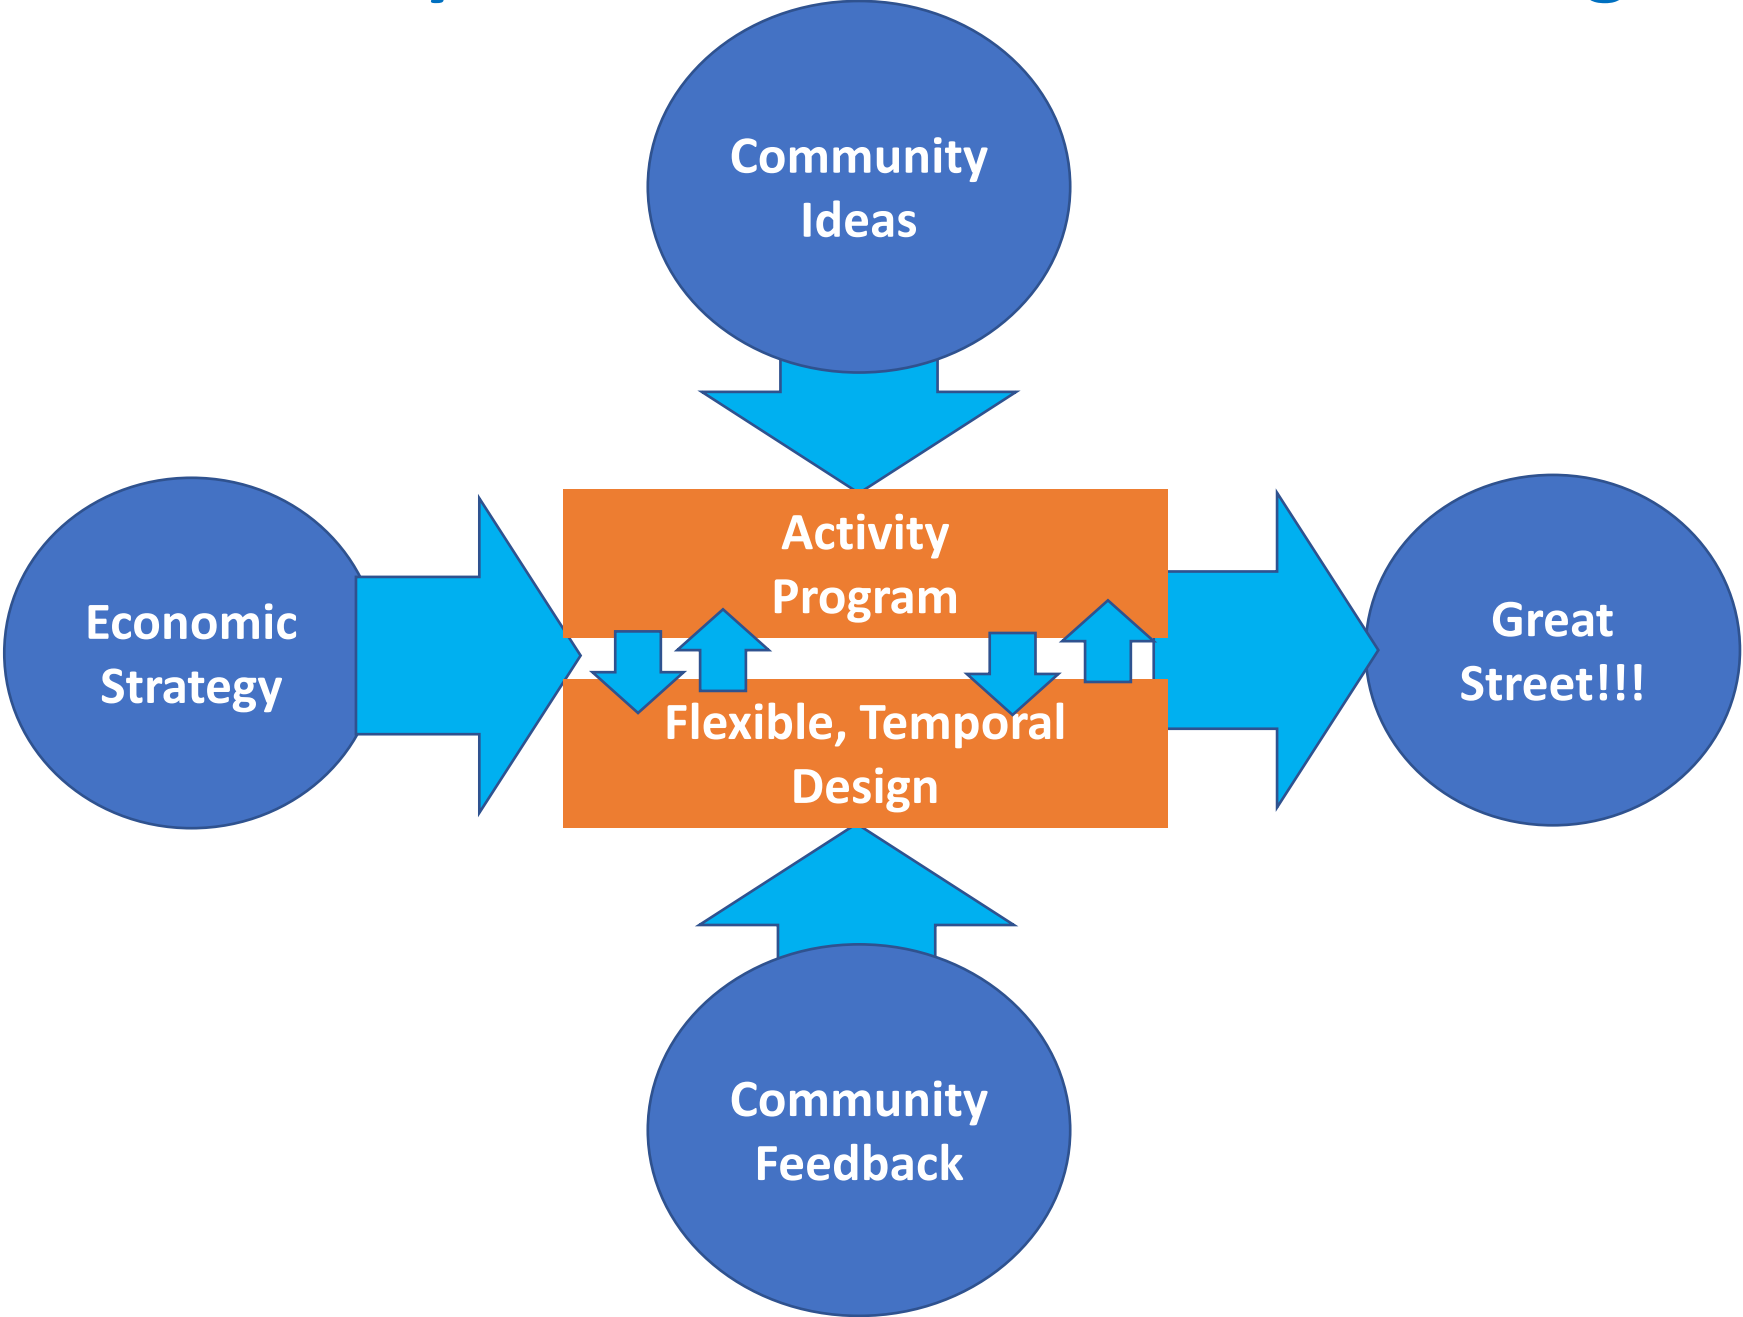 Community
Ideas
Activity
Program
Economic
Strategy
Great
Street!!!
Flexible, Temporal
Design
Community
Feedback